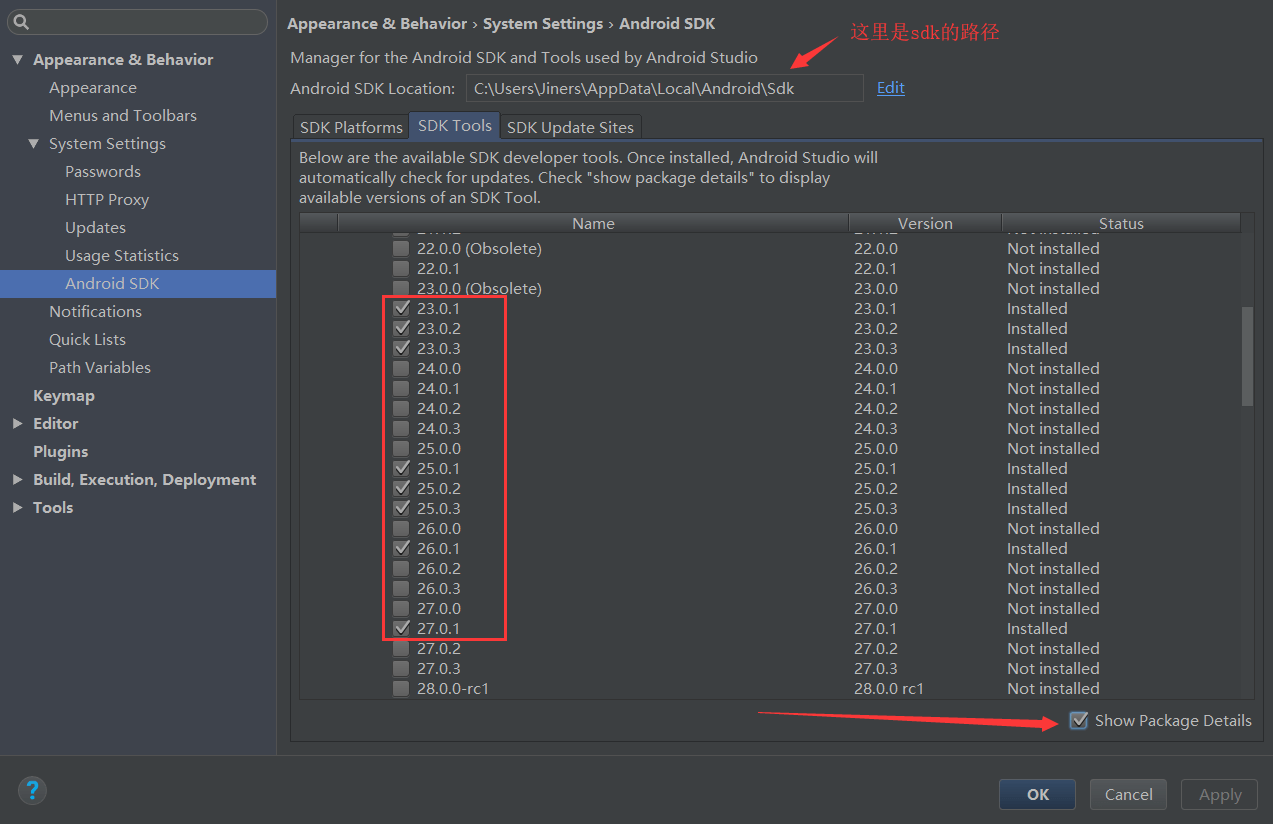 Appearance & Behavior › System Settings › Android SDK
这里是sdk的路径
Manager for the Android SDK and Tools used by Android Studio
Android SDK Location: C:\Users\Jiners\AppData\Local\Android\Sdk Edit
Appearance & Behavior
Appearance
Menus and Toolbars
System Settings
Passwords
HTTP Proxy
Updates
Usage Statistics
Android SDK
Notifications
Quick Lists
Path Variables
Keymap
Editor
Plugins
Build, Execution, Deployment
Tools
SDK Platforms SDK Tools SDK Update Sites
Below are the available SDK developer tools. Once installed, Android Studio will
automatically check for updates. Check "show package details" to display
available versions of an SDK Tool.
Name Version Status
22.0.0 (Obsolete) 22.0.0 Not installed
22.0.1 22.0.1 Not installed
23.0.0 (Obsolete) 23.0.0 Not installed
23.0.1 23.0.1 Installed
23.0.2 23.0.2 Installed
23.0.3 23.0.3 Installed
24.0.0 24.0.0 Not installed
24.0.1 24.0.1 Not installed
24.0.2 24.0.2 Not installed
24.0.3 24.0.3 Not installed
25.0.0 25.0.0 Not installed
25.0.1 25.0.1 Installed
25.0.2 25.0.2 Installed
25.0.3 25.0.3 Installed
26.0.0 26.0.0 Not installed
26.0.1 26.0.1 Installed
26.0.2 26.0.2 Not installed
26.0.3 26.0.3 Not installed
27.0.0 27.0.0 Not installed
27.0.1 27.0.1 Installed
27.0.2 27.0.2 Not installed
27.0.3 27.0.3 Not installed
28.0.0-rc1 28.0.0 rc1 Not installed
Show Package Details
? OK Cancel Apply